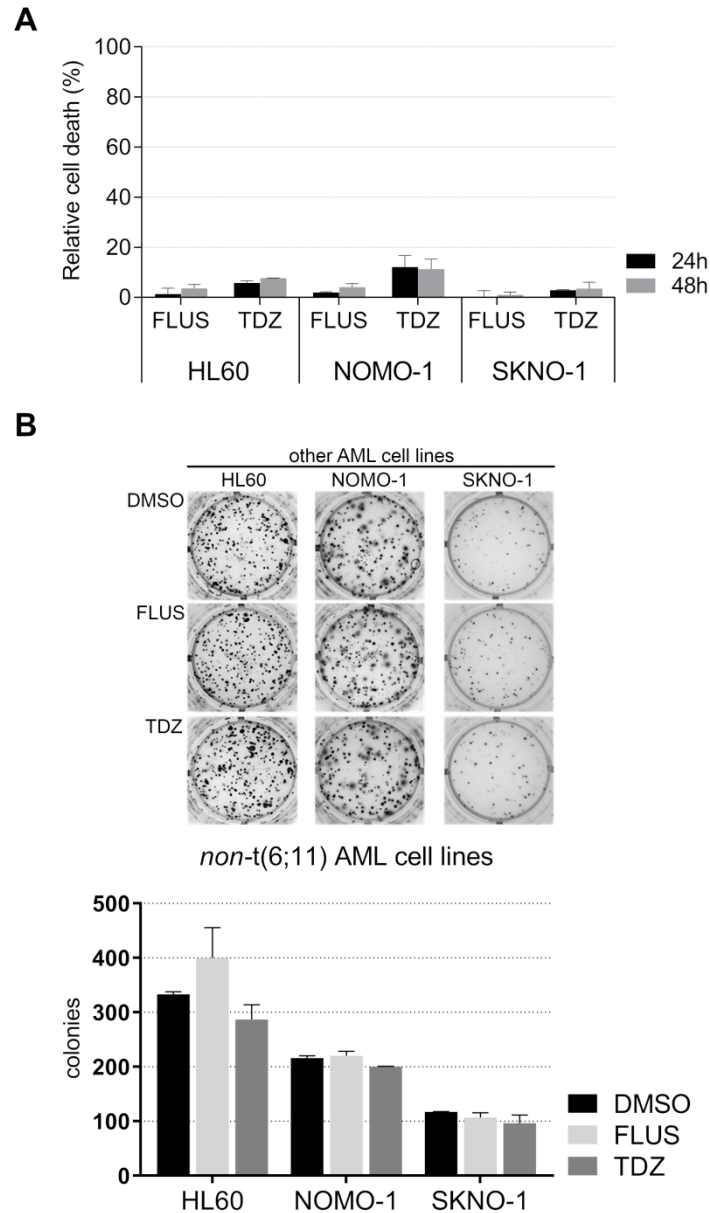 A
Relative cell death (%)
100
80
60
40
20
0
FLUS TDZ FLUS TDZ FLUS TDZ
HL60 NOMO-1 SKNO-1
24h
48h
B
other AML cell lines
HL60 NOMO-1 SKNO-1
DMSO
FLUS
TDZ
non-t(6;11) AML cell lines
colonies
500
400
300
200
100
0
HL60 NOMO-1 SKNO-1
DMSO
FLUS
TDZ